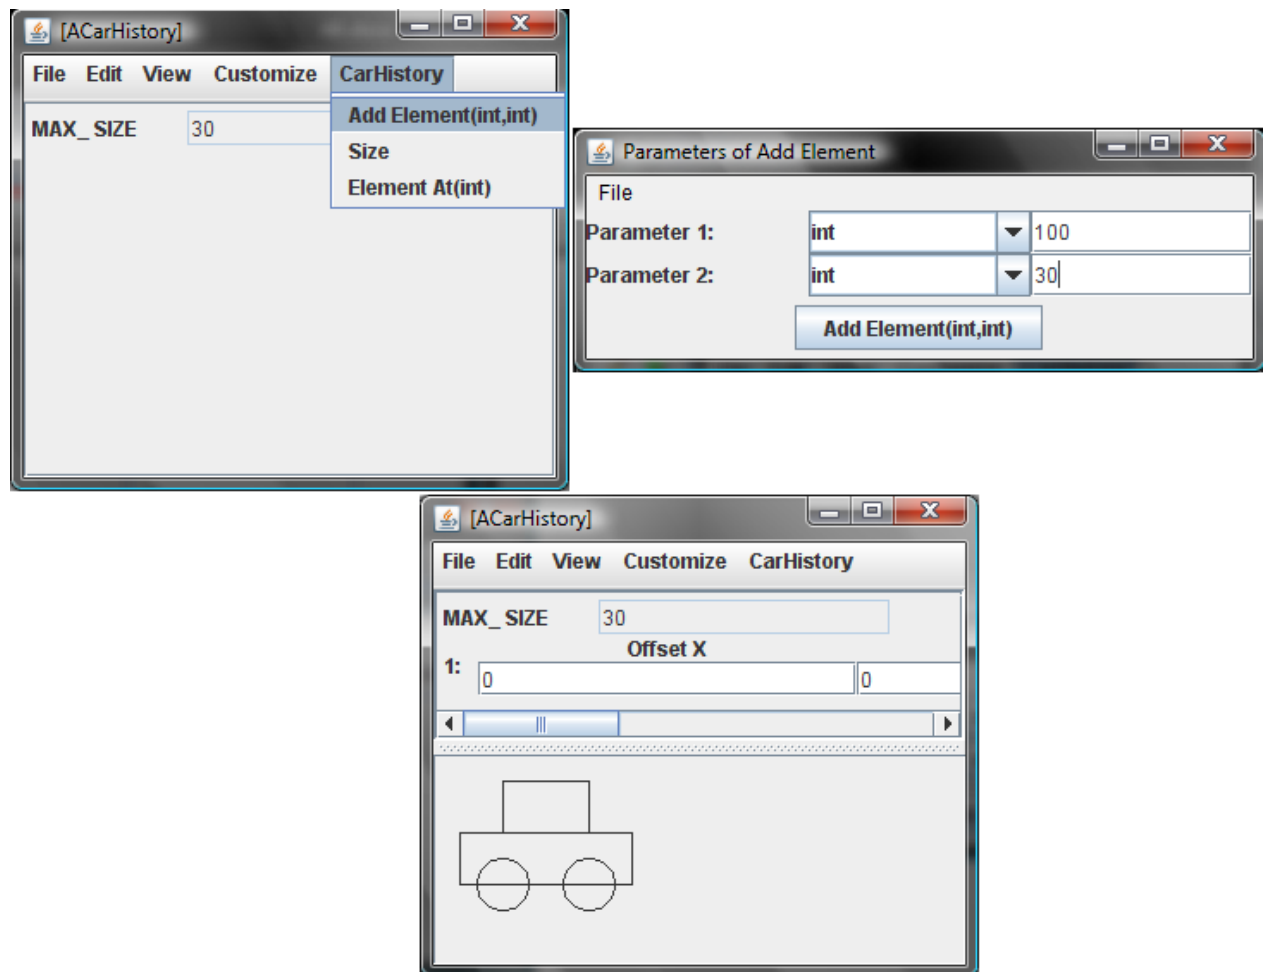 [ACarHistory]
File Edit View Customize CarHistory
MAX_ SIZE 30
Add Element(int,int)
Size
Element At(int)
Parameters of Add Element
File
Parameter 1: int 100
Parameter 2: int 30
Add Element(int,int)
[ACarHistory]
File Edit View Customize CarHistory
MAX_ SIZE 30
Offset X
1: 0 0